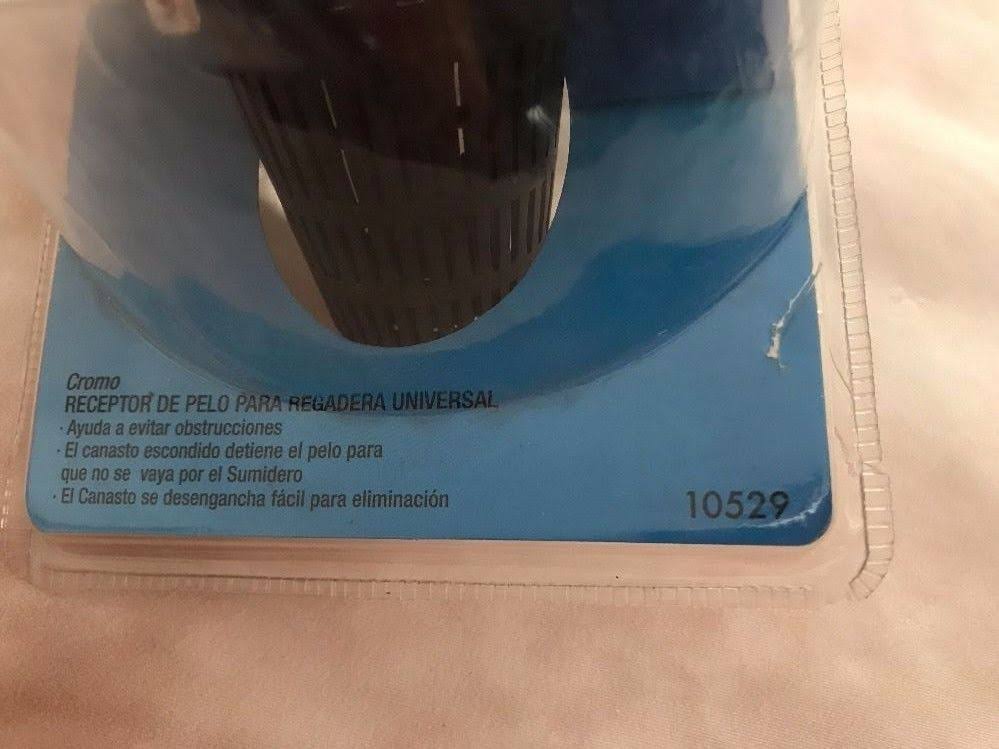 Cromo
RECEPTOR DE PELO PARA REGADERA UNIVERSAL
· Ayuda a evitar obstrucciones
· El canasto escondido detiene el pelo para
que no se vaya por el Sumidero
· El Canasto se desengancha fácil para eliminación
10529